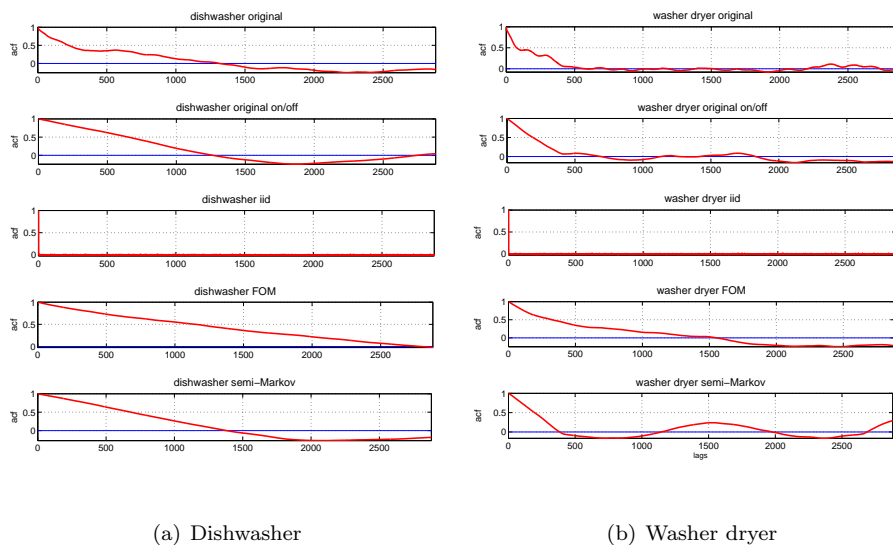 dishwasher original
acf
1
0.5
0
0 500 1000 1500 2000 2500
dishwasher original on/off
acf
1
0.5
0
0 500 1000 1500 2000 2500
dishwasher iid
acf
1
0.5
0
0 500 1000 1500 2000 2500
dishwasher FOM
acf
1
0.5
0
0 500 1000 1500 2000 2500
dishwasher semi−Markov
acf
1
0.5
0
0 500 1000 1500 2000 2500
(a) Dishwasher
washer dryer original
acf
1
0.5
0
0 500 1000 1500 2000 2500
washer dryer original on/off
acf
1
0.5
0
0 500 1000 1500 2000 2500
washer dryer iid
acf
1
0.5
0
0 500 1000 1500 2000 2500
washer dryer FOM
acf
1
0.5
0
0 500 1000 1500 2000 2500
washer dryer semi−Markov
acf
1
0.5
0
0 500 1000 1500 2000 2500
lags
(b) Washer dryer